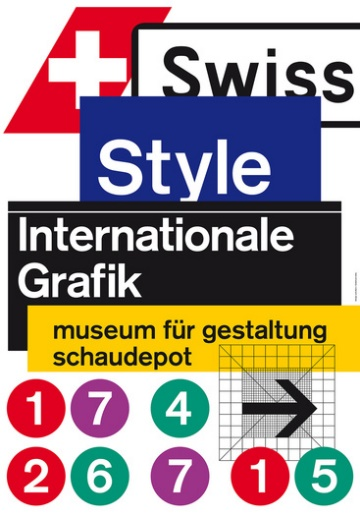 Swiss
Style
Internationale
Grafik
museum für gestaltung
schaudepot
1 7 4
2 6 7 1 5